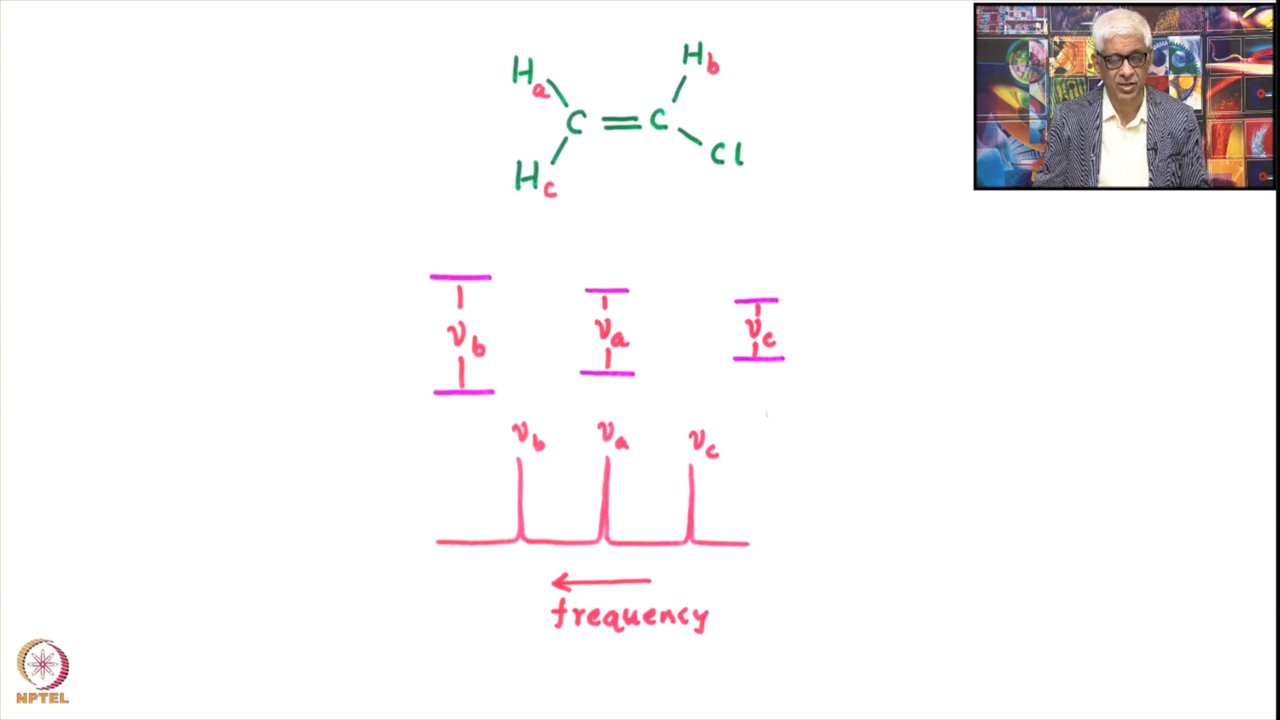 Ha Hb
C = C
Hc Cl
νb νa νc
νb νa νc
frequency
NPTEL